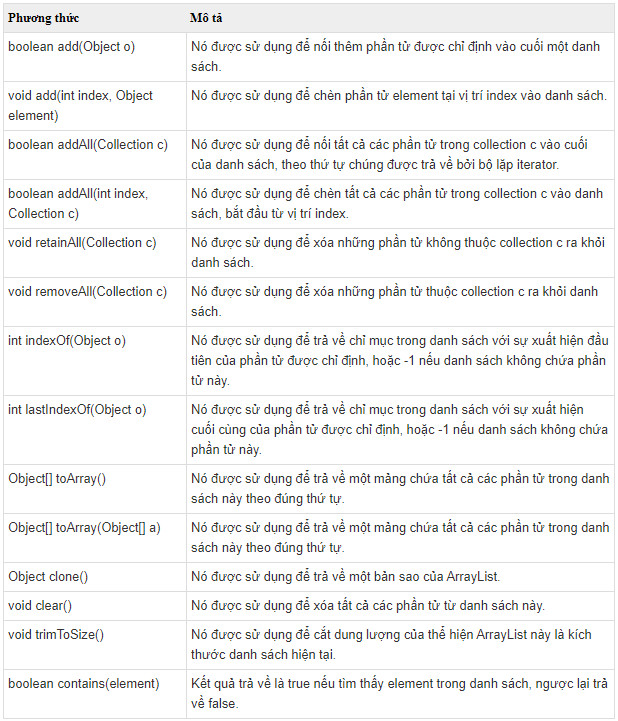 Phương thức Mô tả
boolean add(Object o) Nó được sử dụng để nối thêm phần tử được chỉ định vào cuối một danh
sách.
void add(int index, Object Nó được sử dụng để chèn phần tử element tại vị trí index vào danh sách.
element)
boolean addAll(Collection c) Nó được sử dụng để nối tất cả các phần tử trong collection c vào cuối
của danh sách, theo thứ tự chúng được trả về bởi bộ lặp iterator.
boolean addAll(int index, Nó được sử dụng để chèn tất cả các phần tử trong collection c vào danh
Collection c) sách, bắt đầu từ vị trí index.
void retainAll(Collection c) Nó được sử dụng để xóa những phần tử không thuộc collection c ra khỏi
danh sách.
void removeAll(Collection c) Nó được sử dụng để xóa những phần tử thuộc collection c ra khỏi danh
sách.
int indexOf(Object o) Nó được sử dụng để trả về chỉ mục trong danh sách với sự xuất hiện đầu
tiên của phần tử được chỉ định, hoặc -1 nếu danh sách không chứa phần
tử này.
int lastIndexOf(Object o) Nó được sử dụng để trả về chỉ mục trong danh sách với sự xuất hiện
cuối cùng của phần tử được chỉ định, hoặc -1 nếu danh sách không chứa
phần tử này.
Object[] toArray() Nó được sử dụng để trả về một mảng chứa tất cả các phần tử trong danh
sách này theo đúng thứ tự.
Object[] toArray(Object[] a) Nó được sử dụng để trả về một mảng chứa tất cả các phần tử trong danh
sách này theo đúng thứ tự.
Object clone() Nó được sử dụng để trả về một bản sao của ArrayList.
void clear() Nó được sử dụng để xóa tất cả các phần tử từ danh sách này.
void trimToSize() Nó được sử dụng để cắt dung lượng của thể hiện ArrayList này là kích
thước danh sách hiện tại.
boolean contains(element) Kết quả trả về là true nếu tìm thấy element trong danh sách, ngược lại trả
về false.